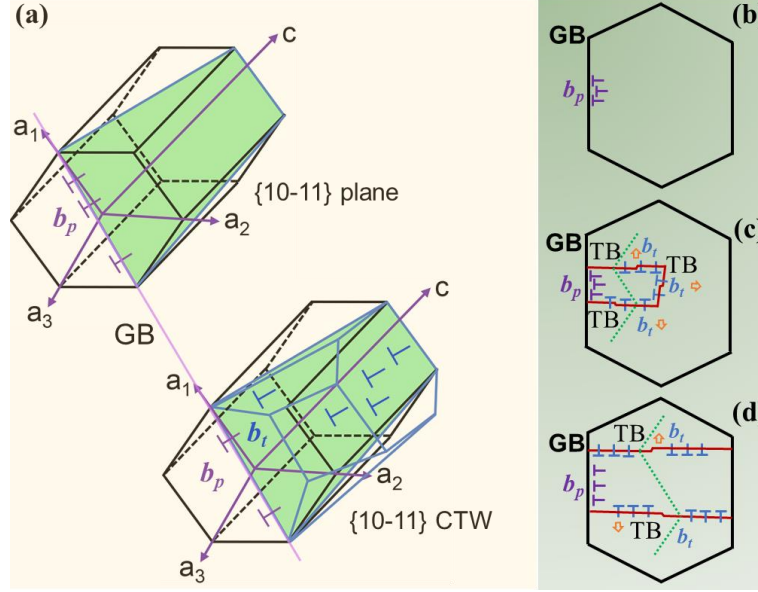 (a)
c
a1
bp
{10-11} plane
a2
a3
GB
c
a1
bt
bp
a2
{10-11} CTW
a3
(b
GB
bp
(c)
GB
TB
bt
TB
bp
bt
TB
bt
(d
GB
TB
bt
bp
TB
bt